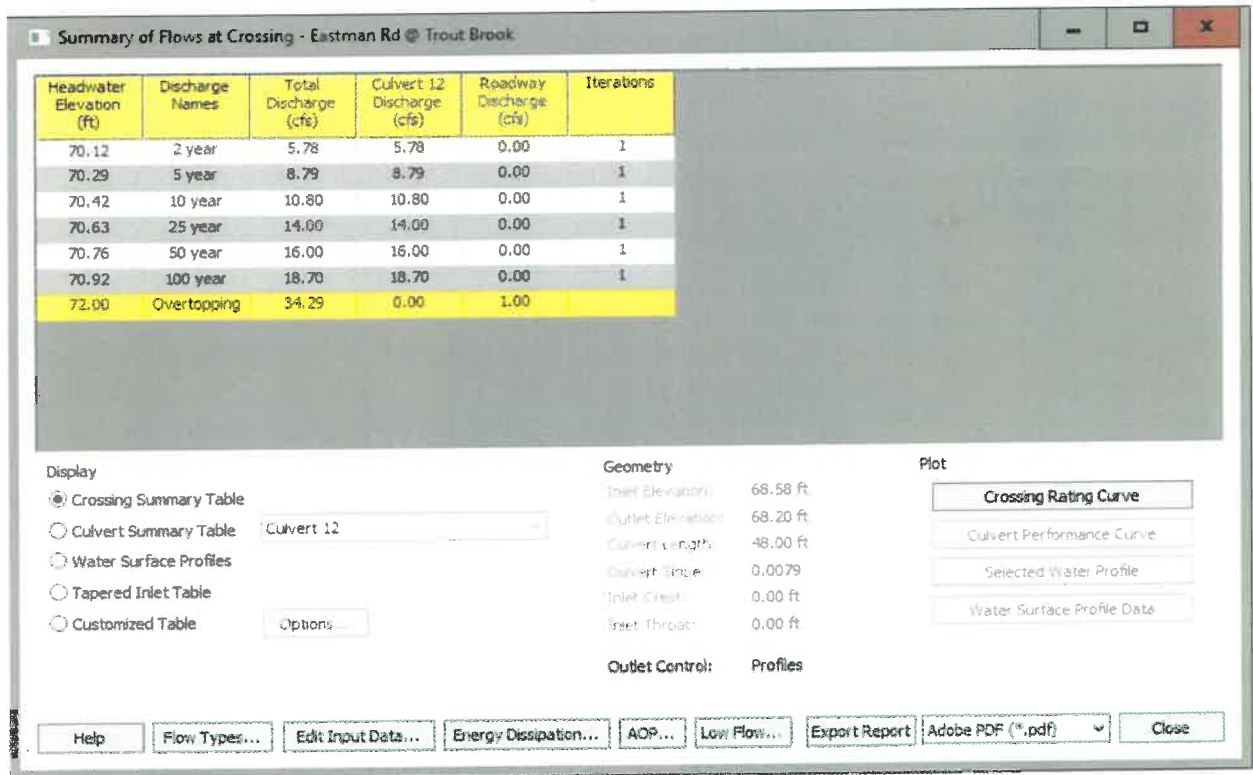 Summary of Flows at Crossing - Eastman Rd @ Trout Brook
Headwater Elevation (ft) Discharge Names Total Discharge (cfs) Culvert 12 Discharge (cfs) Roadway Discharge (cfs) Iterations
70.12 2 year 5.78 5.78 0.00 1
70.29 5 year 8.79 8.79 0.00 1
70.42 10 year 10.80 10.80 0.00 1
70.63 25 year 14.00 14.00 0.00 1
70.76 50 year 16.00 16.00 0.00 1
70.92 100 year 18.70 18.70 0.00 1
72.00 Overtopping 34.29 0.00 1.00
Display
Crossing Summary Table
Culvert Summary Table Culvert 12
Water Surface Profiles
Tapered Inlet Table
Customized Table Options...
Geometry
Inlet Elevation: 68.58 ft
Outlet Elevation: 68.20 ft
Culvert Length: 48.00 ft
Culvert Slope: 0.0079
Inlet Crest: 0.00 ft
Inlet Throat: 0.00 ft
Outlet Control: Profiles
Plot
Crossing Rating Curve
Culvert Performance Curve
Selected Water Profile
Water Surface Profile Data
Help Flow Types... Edit Input Data... Energy Dissipation... AOP... Low Flow... Export Report Adobe PDF (*.pdf) Close